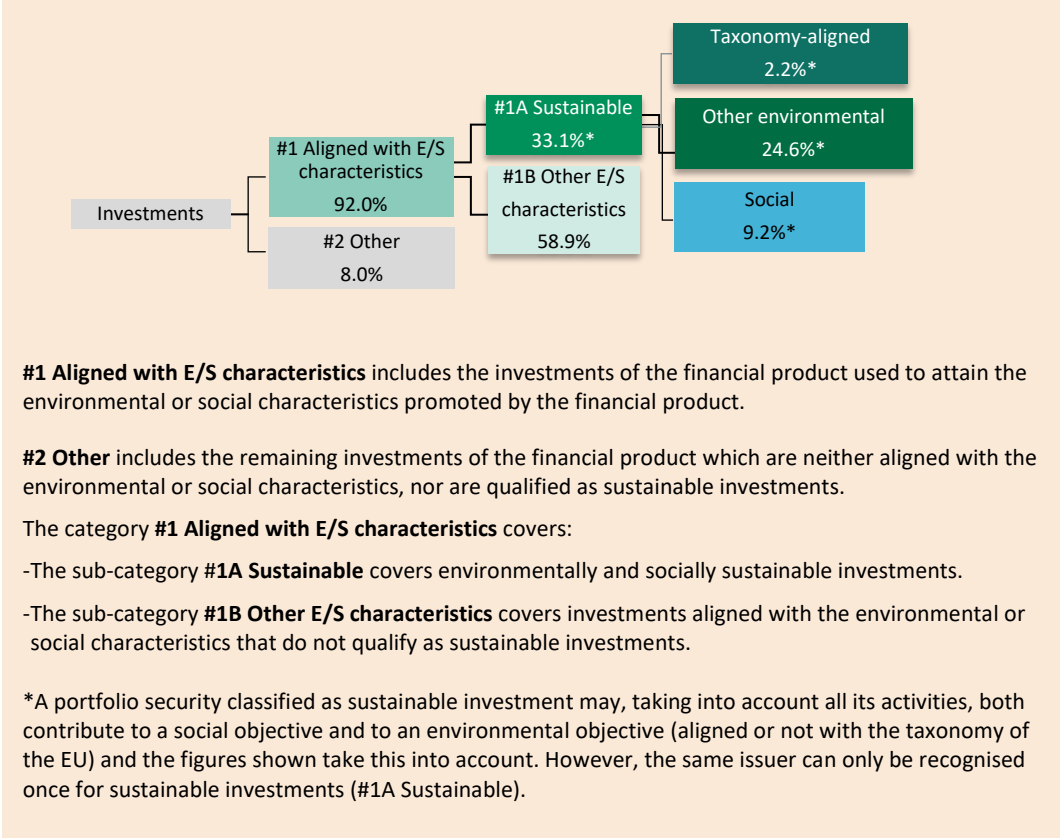 Investments
#1 Aligned with E/S
characteristics
92.0%
#2 Other
8.0%
#1A Sustainable
33.1%*
#1B Other E/S
characteristics
58.9%
Taxonomy-aligned
2.2%*
Other environmental
24.6%*
Social
9.2%*
#1 Aligned with E/S characteristics includes the investments of the financial product used to attain the
environmental or social characteristics promoted by the financial product.
#2 Other includes the remaining investments of the financial product which are neither aligned with the
environmental or social characteristics, nor are qualified as sustainable investments.
The category #1 Aligned with E/S characteristics covers:
-The sub-category #1A Sustainable covers environmentally and socially sustainable investments.
-The sub-category #1B Other E/S characteristics covers investments aligned with the environmental or
social characteristics that do not qualify as sustainable investments.
*A portfolio security classified as sustainable investment may, taking into account all its activities, both
contribute to a social objective and to an environmental objective (aligned or not with the taxonomy of
the EU) and the figures shown take this into account. However, the same issuer can only be recognised
once for sustainable investments (#1A Sustainable).